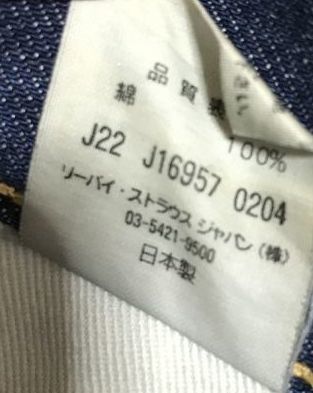 品質表
綿 100%
J22 J16957 0204
リーバイ・ストラウス ジャパン(株)
03-5421-9500
日本製